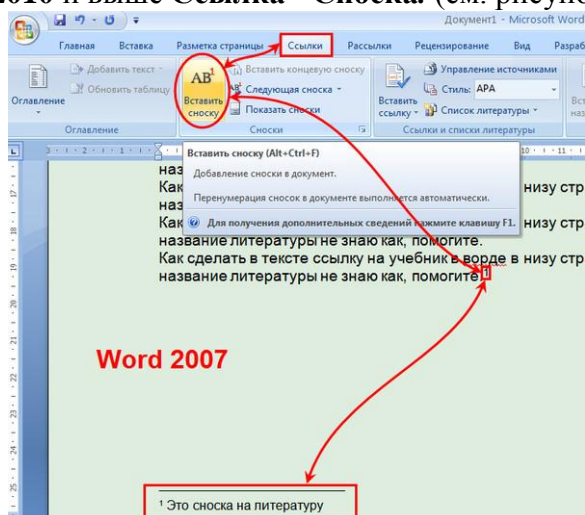 и выше Ссылка - Сноска. (см. рисуно
Документ1 - Microsoft Word
Главная Вставка Разметка страницы Ссылки Рассылки Рецензирование Вид Разраб
Оглавление
Добавить текст
Обновить таблицу
Оглавление
AB¹
Вставить сноску
Вставить концевую сноску
Следующая сноска
Показать сноски
Сноски
Вставить ссылку
Управление источниками
Стиль: APA
Список литературы
Ссылки и списки литературы
Вставить сноску (Alt+Ctrl+F)
Добавление сноски в документ.
Перенумерация сносок в документе выполняется автоматически.
Для получения дополнительных сведений нажмите клавишу F1.
наз
Как низу стр
наз
Как низу стр
название литературы не знаю как, помогите.
Как сделать в тексте ссылку на учебник в ворде в низу стр
название литературы не знаю как, помогите.¹
Word 2007
¹ Это сноска на литературу